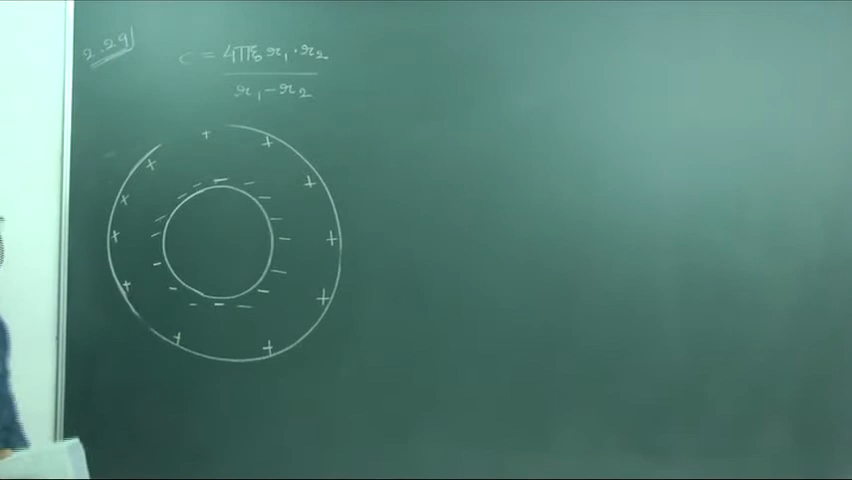 2.29
C = 4πε₀ r₁ · r₂
r₁ − r₂
+ + + + + + + + + + + +
− − − − − − − − − − − − − − − − −